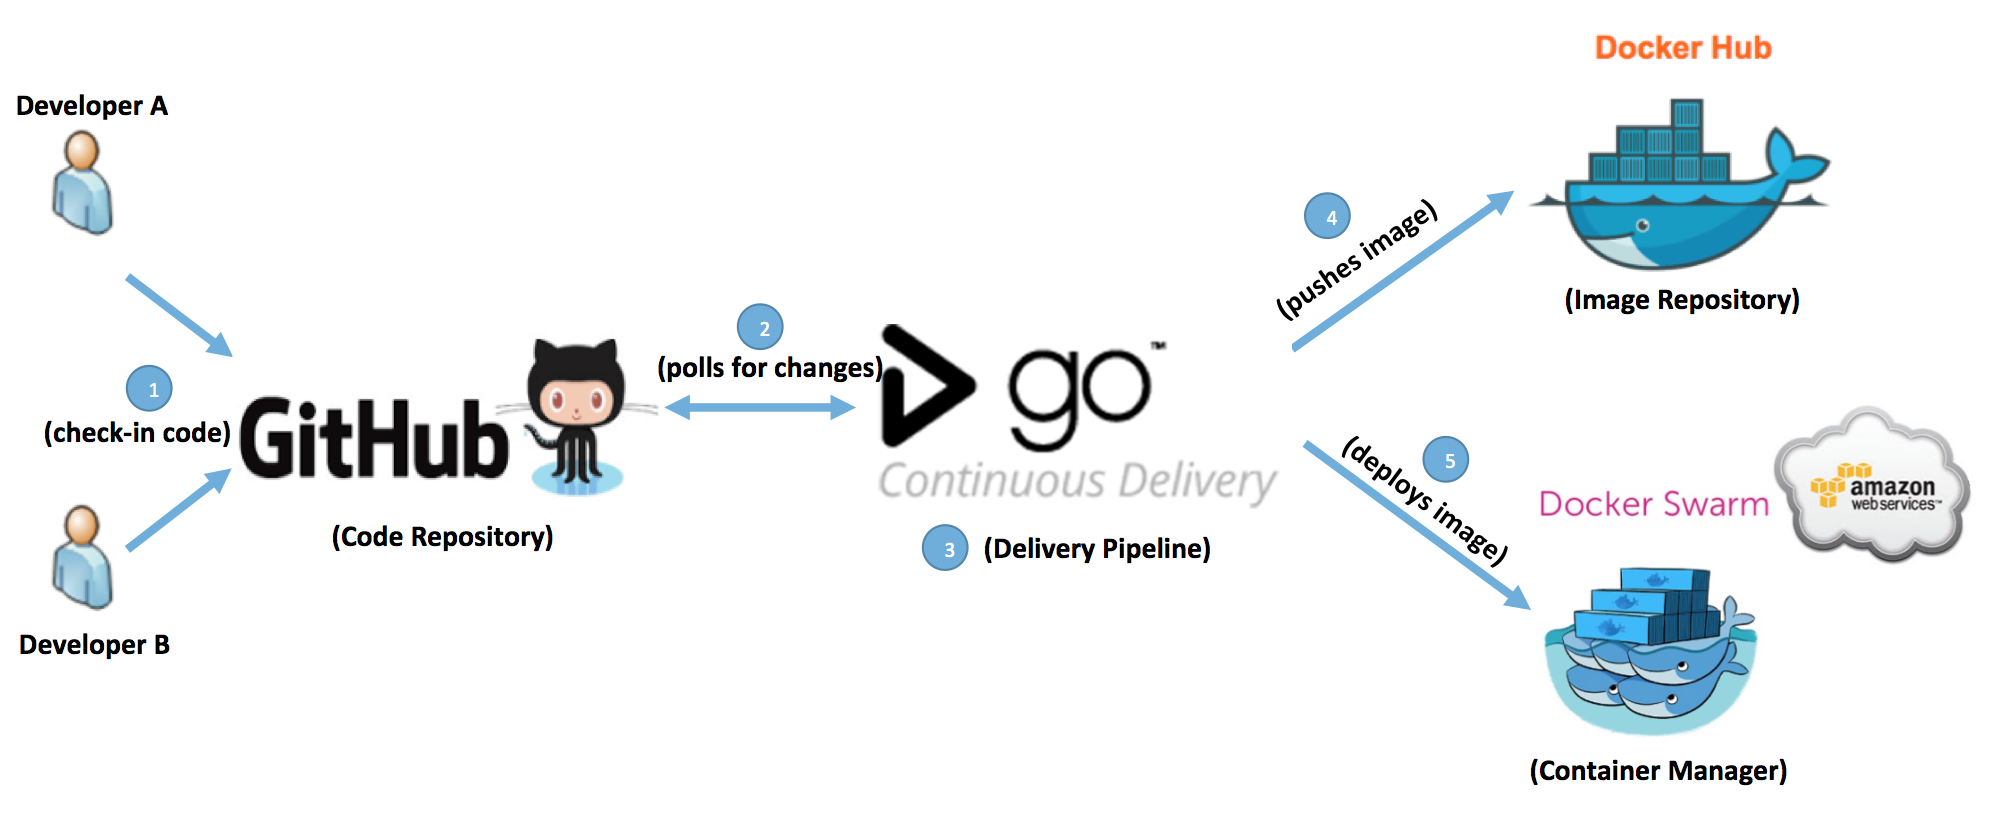 Developer A
1
(check-in code)
Developer B
GitHub
(Code Repository)
2
(polls for changes)
go™
Continuous Delivery
3
(Delivery Pipeline)
4
(pushes image)
Docker Hub
(Image Repository)
5
(deploys image)
Docker Swarm
amazon
webservices™
(Container Manager)